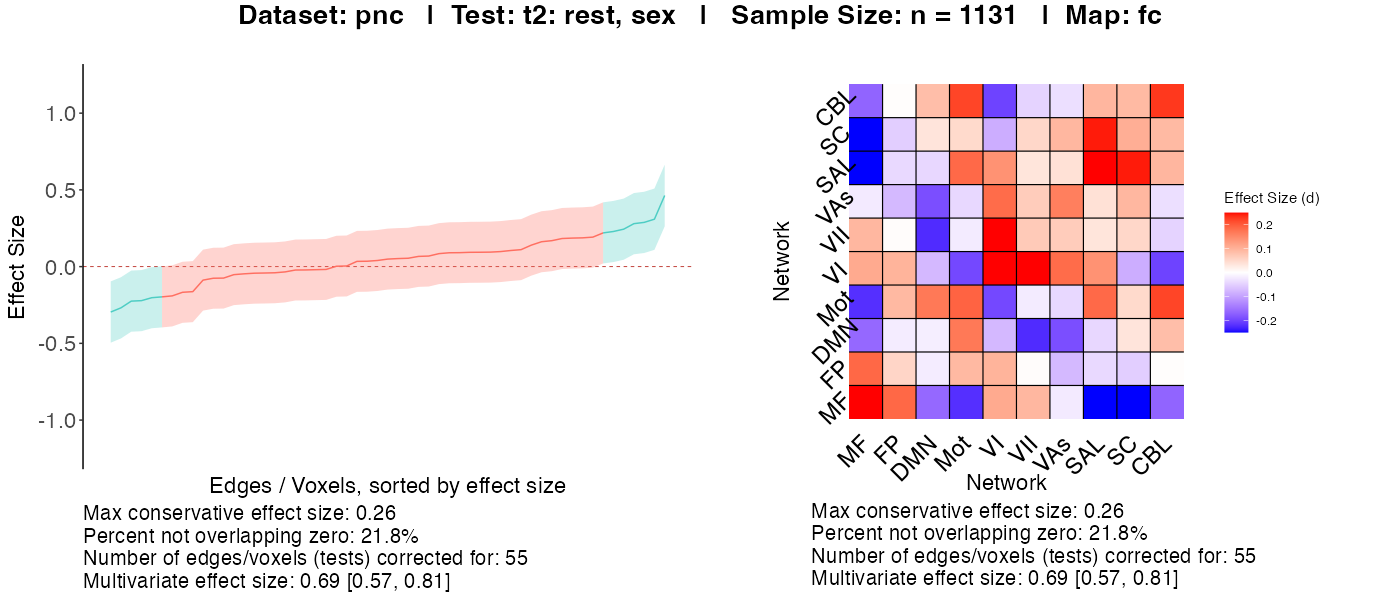 Dataset: pnc | Test: t2: rest, sex | Sample Size: n = 1131 | Map: fc
Effect Size
1.0
0.5
0.0
-0.5
-1.0
Edges / Voxels, sorted by effect size
Max conservative effect size: 0.26
Percent not overlapping zero: 21.8%
Number of edges/voxels (tests) corrected for: 55
Multivariate effect size: 0.69 [0.57, 0.81]
Network
CBL
SC
SAL
VAs
VII
VI
Mot
DMN
FP
MF
MF FP DMN Mot VI VII VAs SAL SC CBL
Network
Effect Size (d)
0.2
0.1
0.0
-0.1
-0.2
Max conservative effect size: 0.26
Percent not overlapping zero: 21.8%
Number of edges/voxels (tests) corrected for: 55
Multivariate effect size: 0.69 [0.57, 0.81]